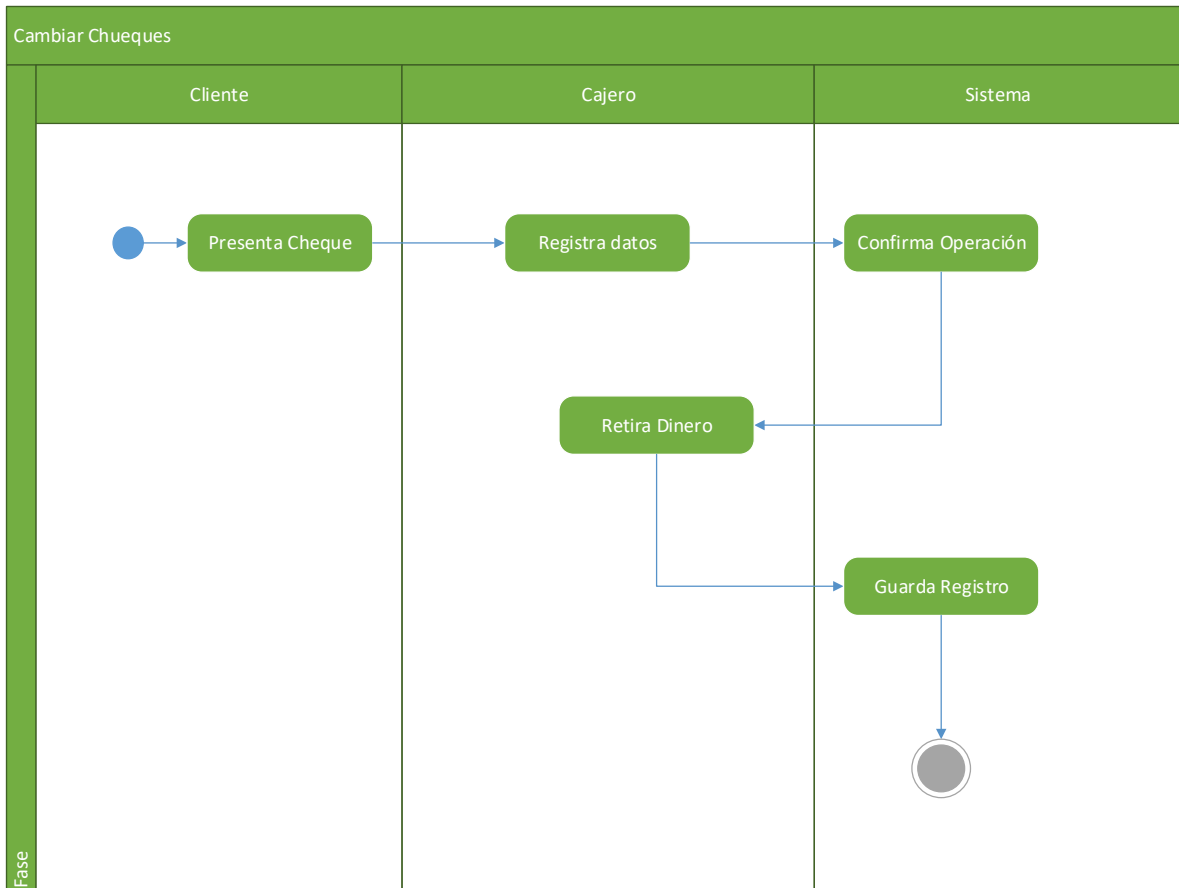 Cambiar Chueques
Cliente
Cajero
Sistema
Presenta Cheque
Registra datos
Confirma Operación
Retira Dinero
Guarda Registro
Fase